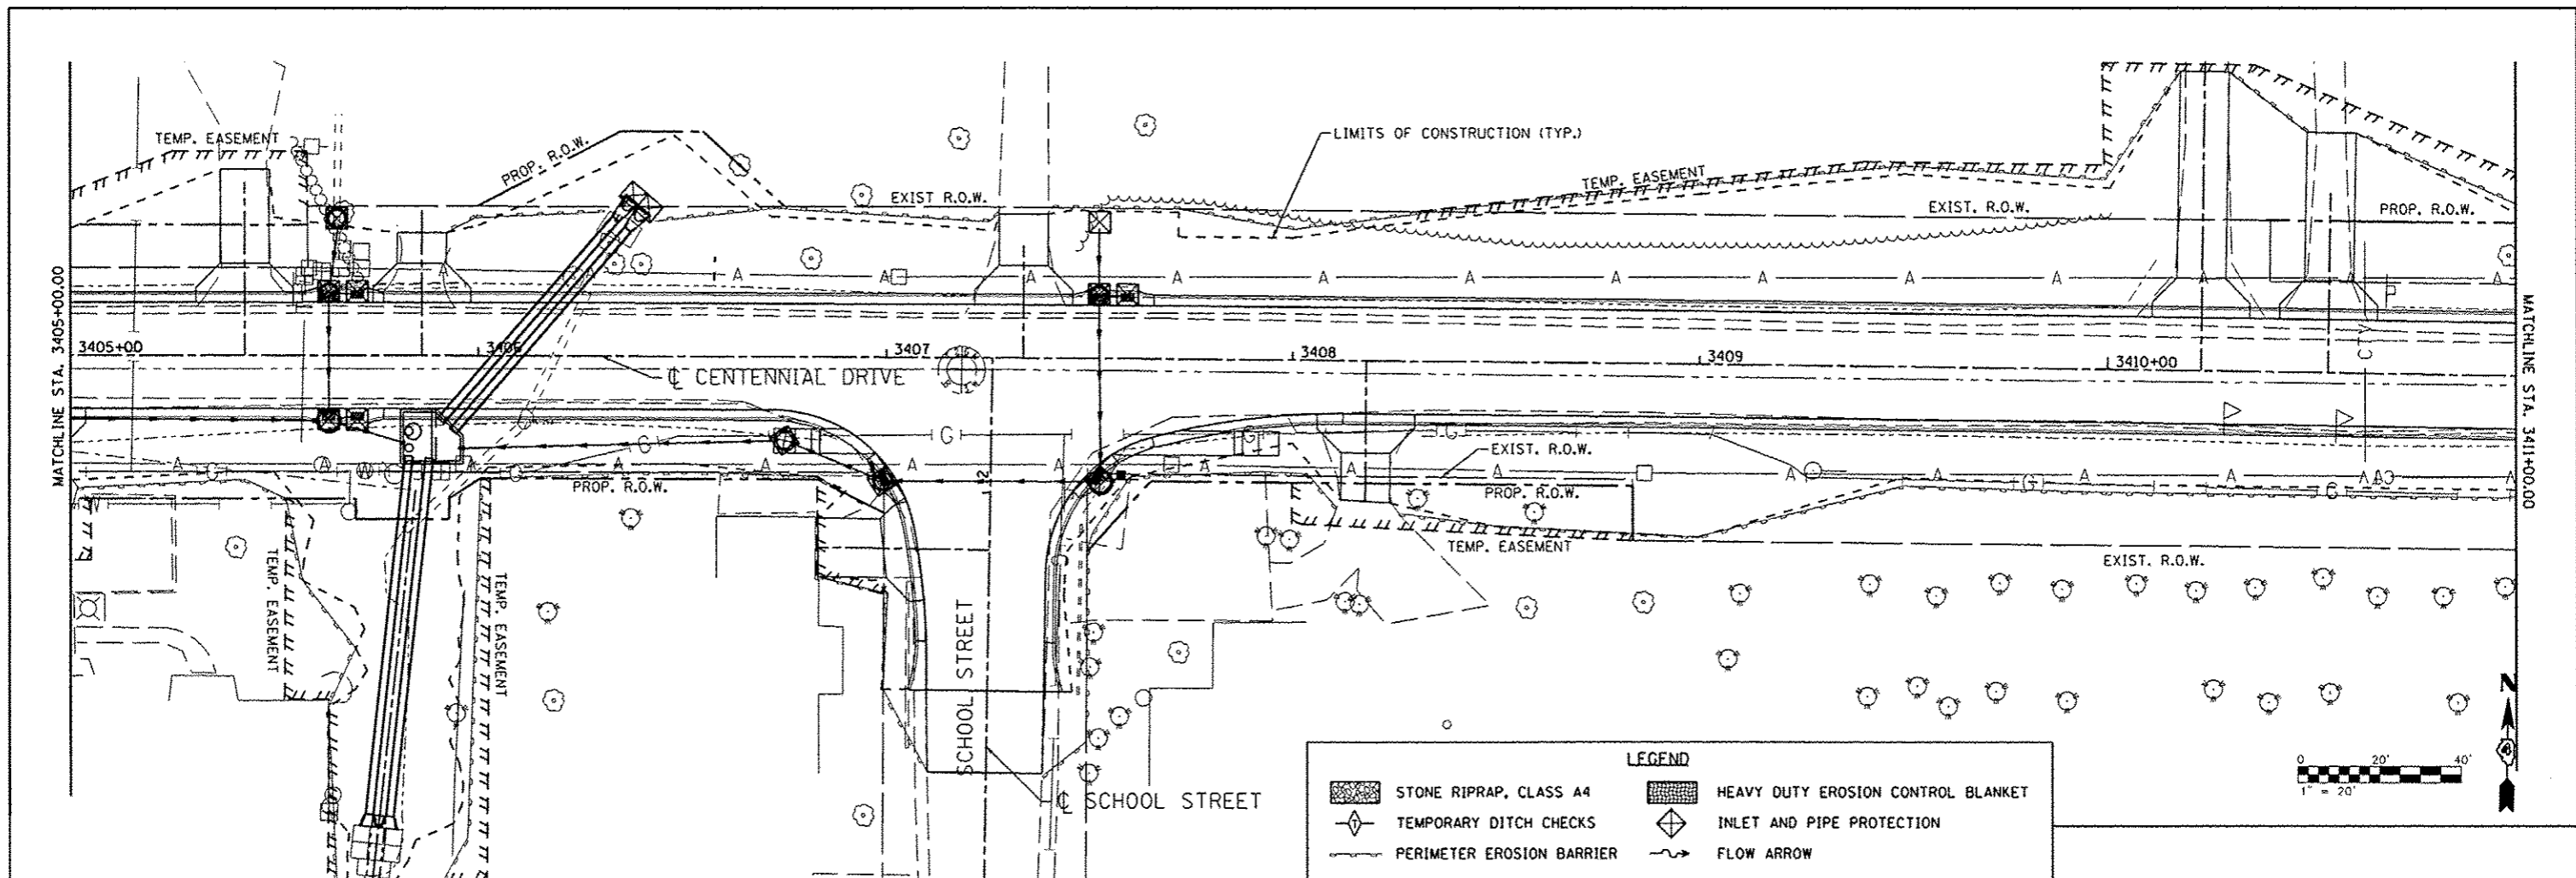 TEMP. EASEMENT
PROP. R.O.W.
LIMITS OF CONSTRUCTION (TYP.)
EXIST R.O.W.
TEMP. EASEMENT
EXIST. R.O.W.
PROP. R.O.W.
MATCHLINE STA. 3405+00.00
MATCHLINE STA. 3411+00.00
A A A A A A A A A A A A
3405+00
3406
3407
3408
3409
3410+00
℄ CENTENNIAL DRIVE
G G G G
EXIST. R.O.W.
A A A A A A A A A A A A
W
PROP. R.O.W.
PROP. R.O.W.
12
TEMP. EASEMENT
EXIST. R.O.W.
TEMP. EASEMENT
TEMP. EASEMENT
SCHOOL STREET
℄ SCHOOL STREET
N
0 20' 40'
1" = 20'
LEGEND
STONE RIPRAP, CLASS A4
HEAVY DUTY EROSION CONTROL BLANKET
T
TEMPORARY DITCH CHECKS
INLET AND PIPE PROTECTION
PERIMETER EROSION BARRIER
FLOW ARROW